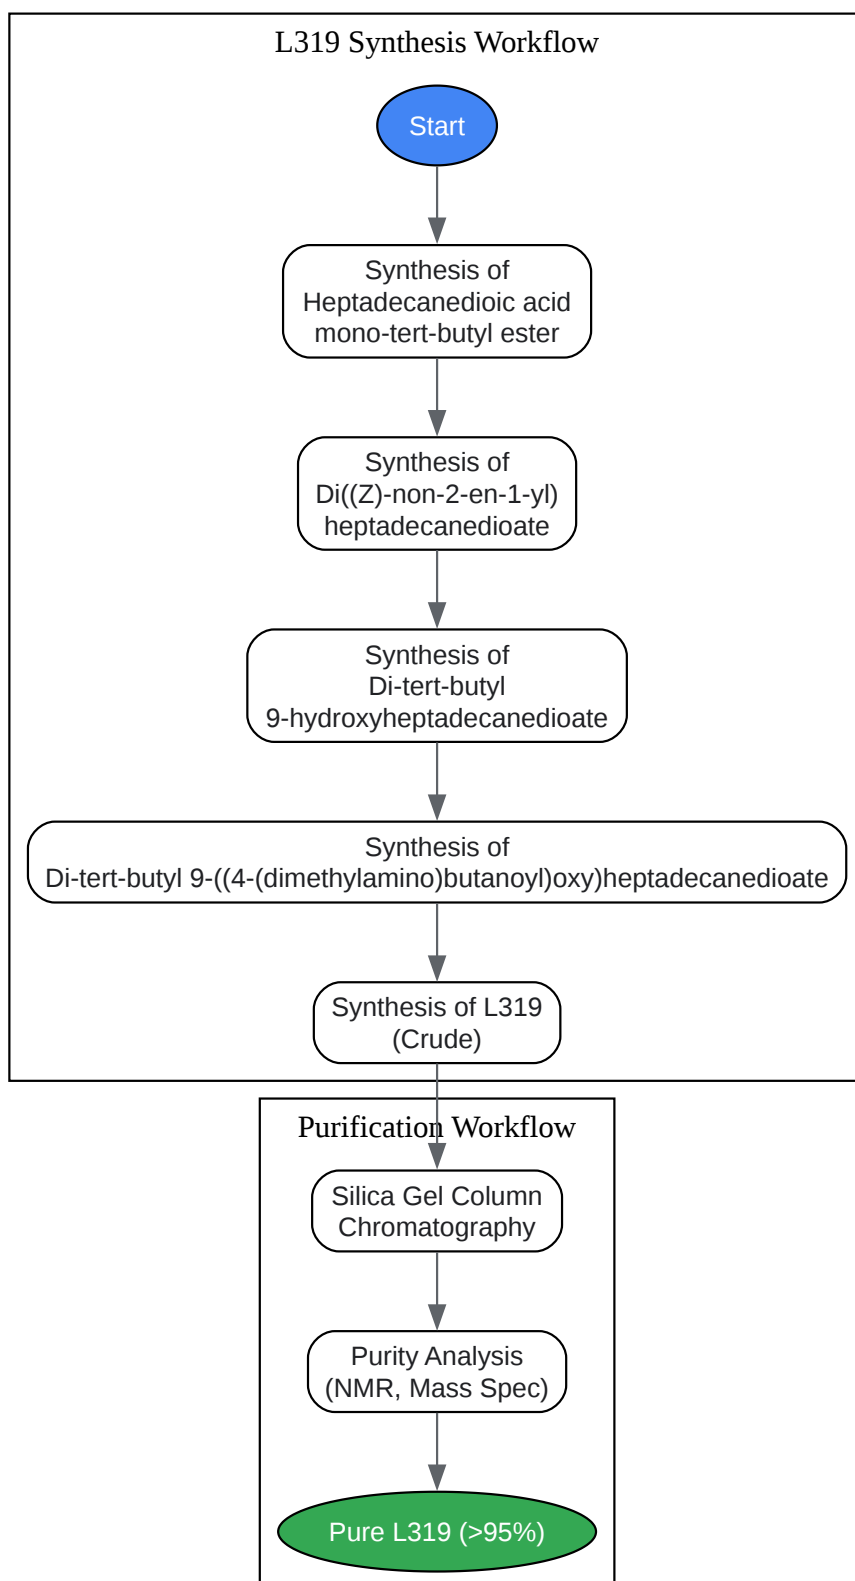 L319 Synthesis Workflow
Start
Synthesis of
Heptadecanedioic acid
mono-tert-butyl ester
Synthesis of
Di((Z)-non-2-en-1-yl)
heptadecanedioate
Synthesis of
Di-tert-butyl
9-hydroxyheptadecanedioate
Synthesis of
Di-tert-butyl 9-((4-(dimethylamino)butanoyl)oxy)heptadecanedioate
Synthesis of L319
(Crude)
Purification Workflow
Silica Gel Column
Chromatography
Purity Analysis
(NMR, Mass Spec)
Pure L319 (>95%)